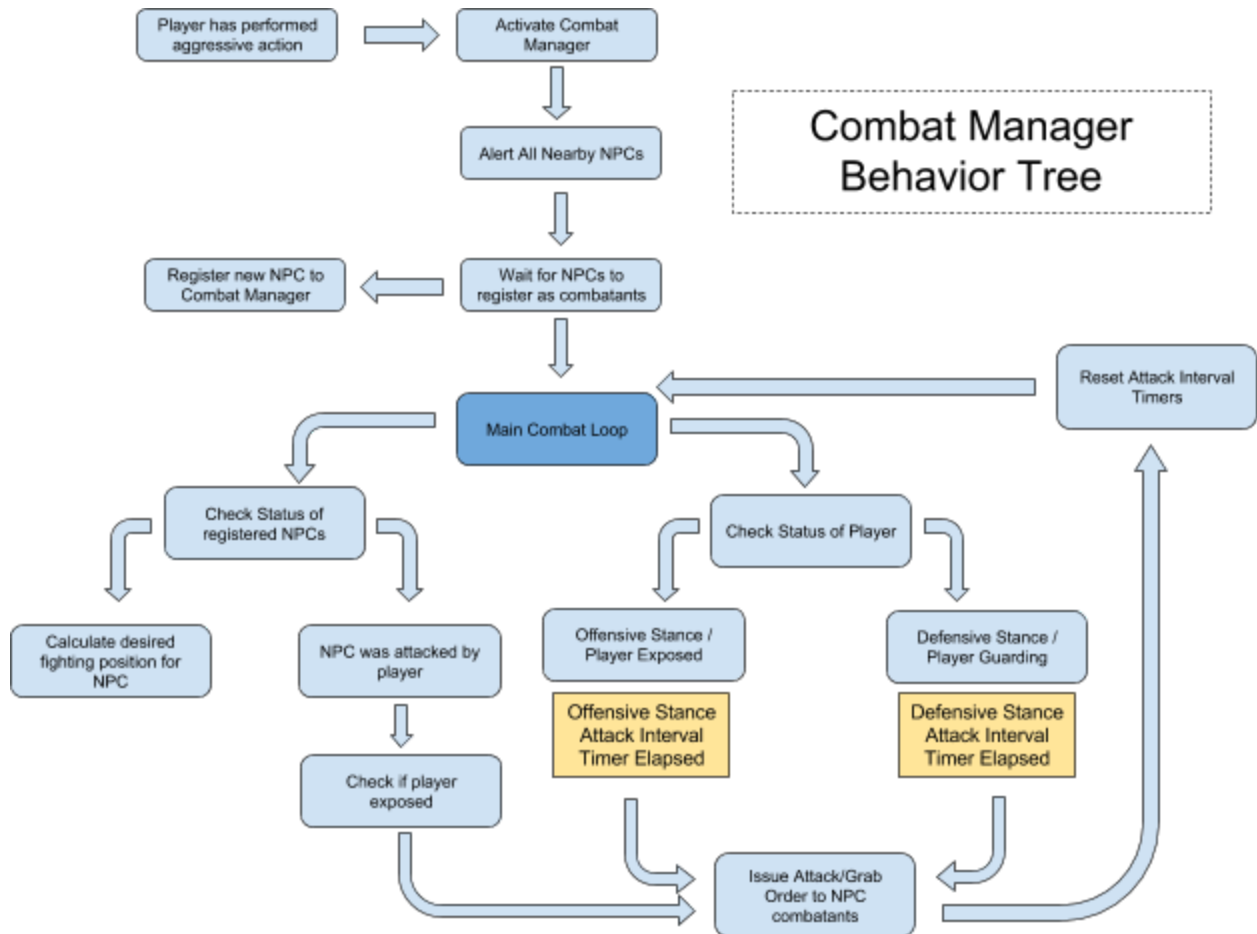 Player has performed
aggressive action
Activate Combat
Manager
Combat Manager
Behavior Tree
Alert All Nearby NPCs
Register new NPC to
Combat Manager
Wait for NPCs to
register as combatants
Reset Attack Interval
Timers
Main Combat Loop
Check Status of
registered NPCs
Check Status of Player
Calculate desired
fighting position for
NPC
NPC was attacked by
player
Offensive Stance /
Player Exposed
Defensive Stance /
Player Guarding
Offensive Stance
Attack Interval
Timer Elapsed
Defensive Stance
Attack Interval
Timer Elapsed
Check if player
exposed
Issue Attack/Grab
Order to NPC
combatants